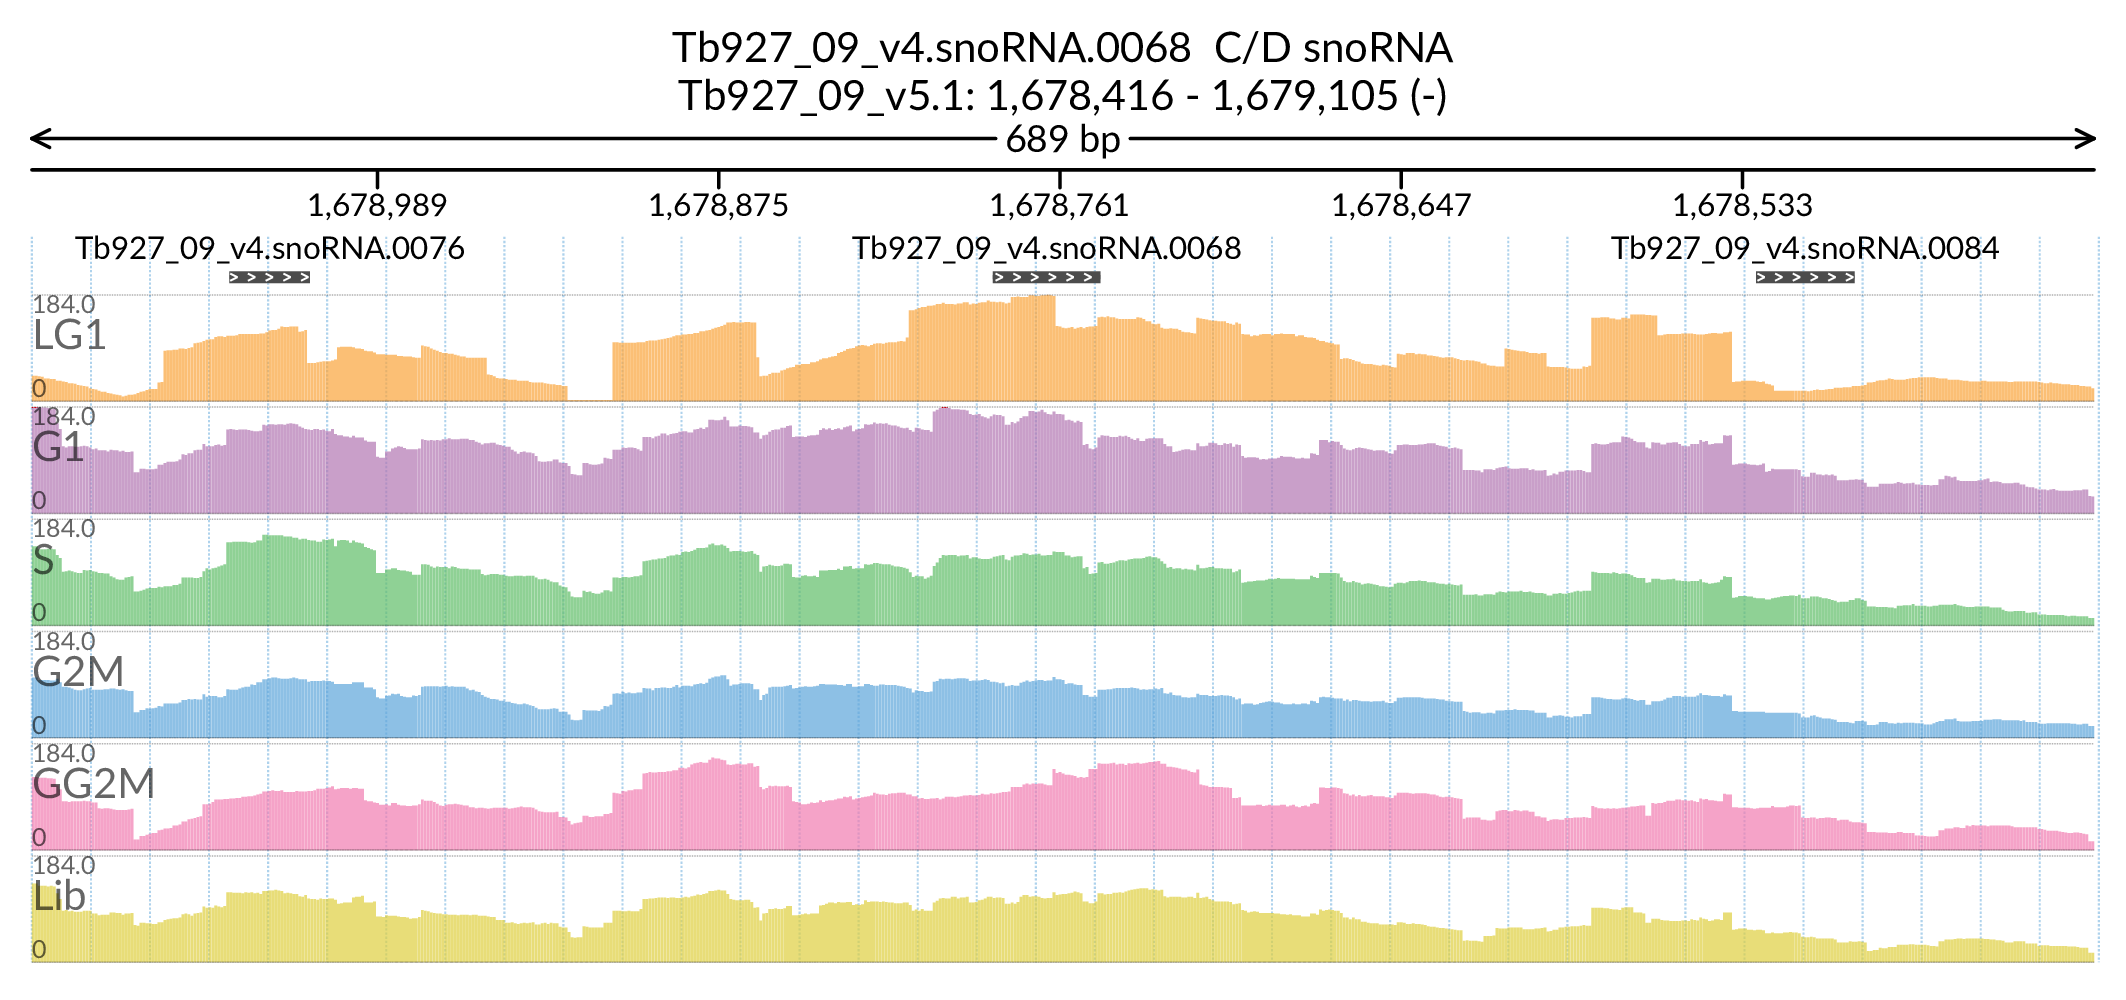 Tb927_09_v4.snoRNA.0068 C/D snoRNA
Tb927_09_v5.1: 1,678,416 - 1,679,105 (-)
689 bp
1,678,989 1,678,875 1,678,761 1,678,647 1,678,533
Tb927_09_v4.snoRNA.0076 Tb927_09_v4.snoRNA.0068 Tb927_09_v4.snoRNA.0084
184.0
LG1
0
184.0
G1
0
184.0
S
0
184.0
G2M
0
184.0
GG2M
0
184.0
Lib
0